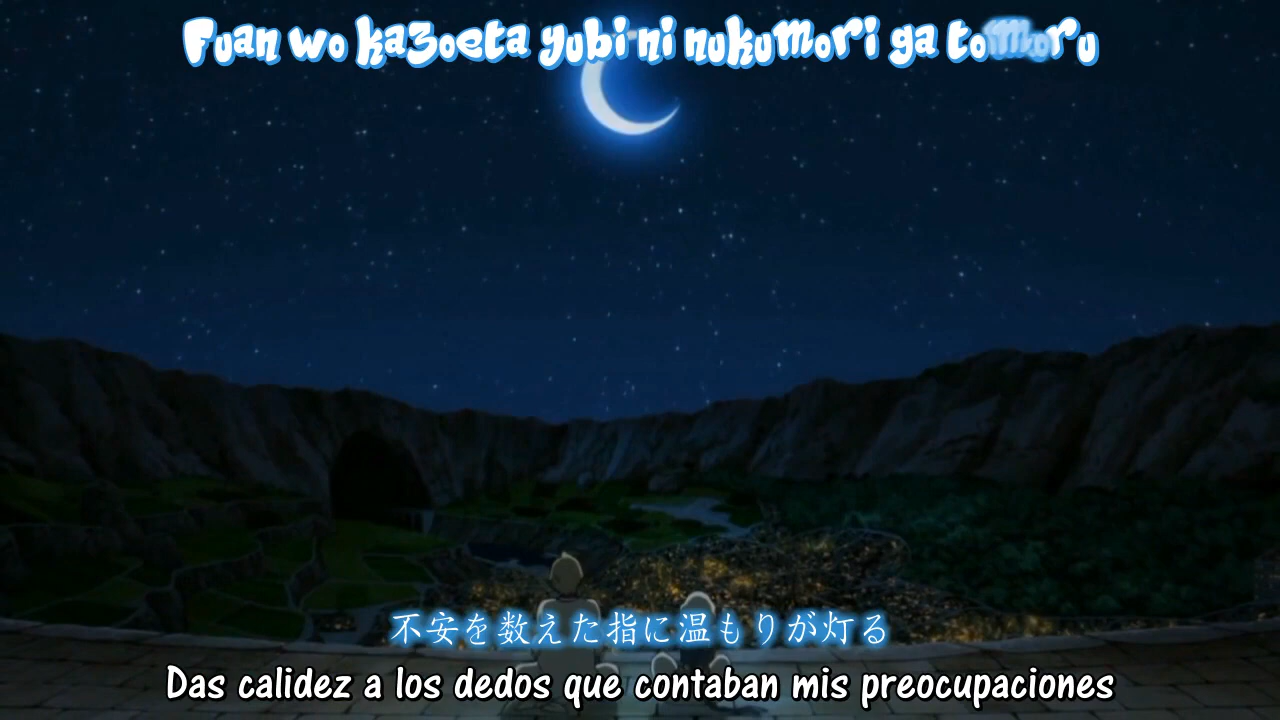 Fuan wo kazoeta yubi ni nukumori ga tomoru
不安を数えた指に温もりが灯る
Das calidez a los dedos que contaban mis preocupaciones